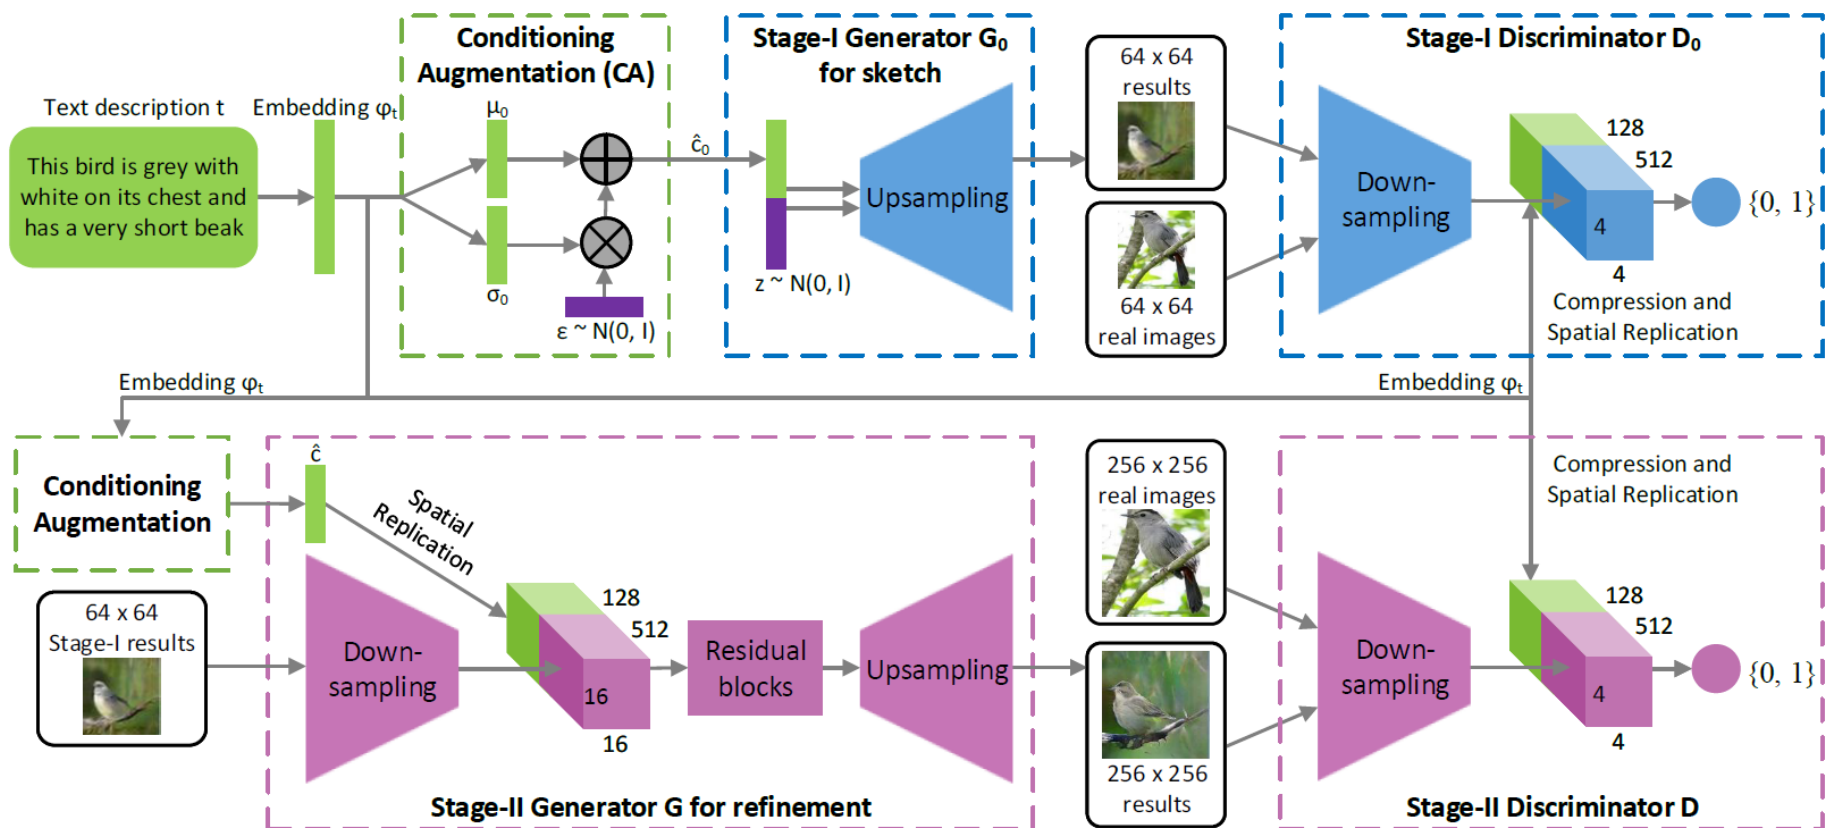 Text description t
This bird is grey with
white on its chest and
has a very short beak
Embedding φt
Conditioning
Augmentation (CA)
μ0
σ0
ε ~ N(0, I)
ĉ0
Stage-I Generator G0
for sketch
z ~ N(0, I)
Upsampling
64 x 64
results
64 x 64
real images
Stage-I Discriminator D0
Down-
sampling
128
512
4
4
{0, 1}
Compression and
Spatial Replication
Embedding φt
Embedding φt
Conditioning
Augmentation
64 x 64
Stage-I results
ĉ
Spatial
Replication
Down-
sampling
128
512
16
16
Residual
blocks
Upsampling
Stage-II Generator G for refinement
256 x 256
real images
256 x 256
results
Compression and
Spatial Replication
Down-
sampling
128
512
4
4
{0, 1}
Stage-II Discriminator D